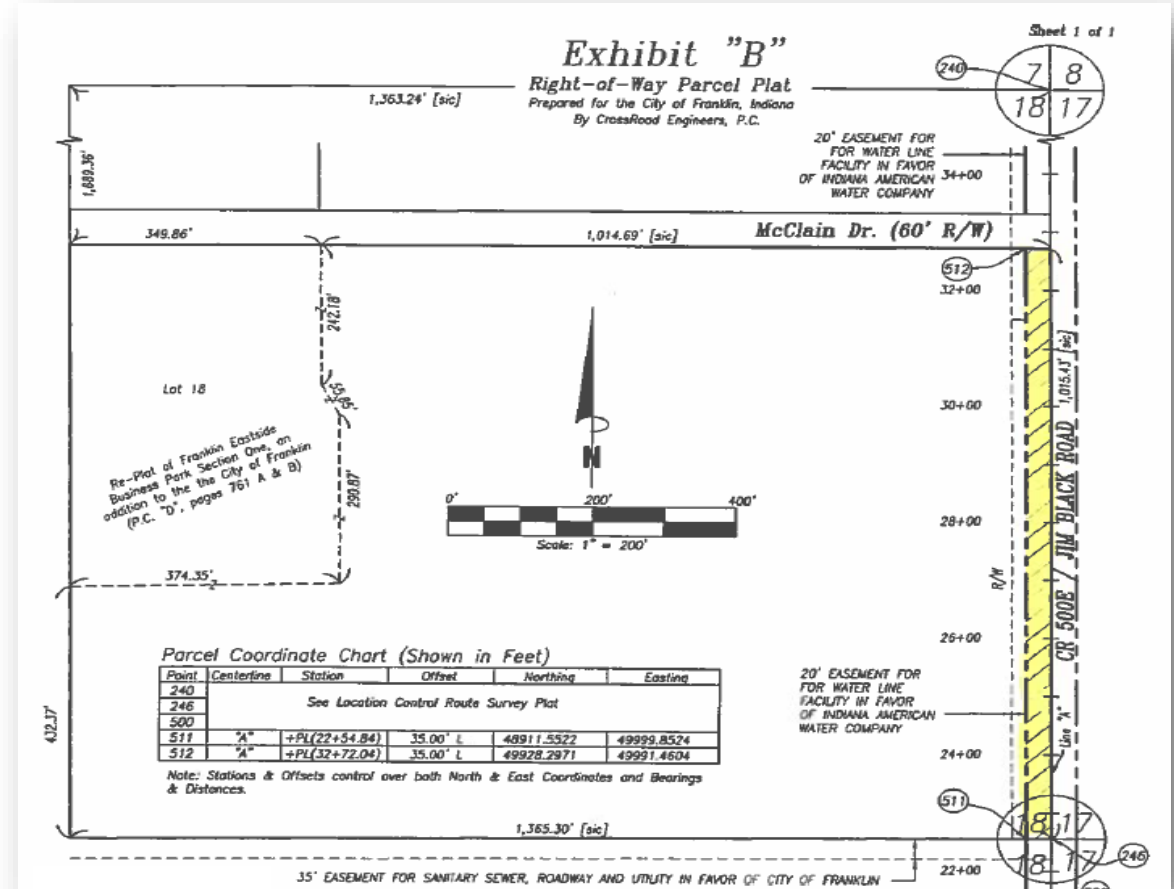 Sheet 1 of 1
Exhibit "B"
Right-of-Way Parcel Plat
Prepared for the City of Franklin, Indiana
By CrossRoad Engineers, P.C.
240
7 8
18 17
1,363.24' [sic]
1,689.36'
20' EASEMENT FOR
FOR WATER LINE
FACILITY IN FAVOR
OF INDIANA AMERICAN
WATER COMPANY
34+00
349.86'
1,014.69' [sic]
McClain Dr. (60' R/W)
512
32+00
242.18'
1,015.43' [sic]
Lot 18
55.85'
30+00
Re-Plat of Franklin Eastside
Business Park Section One, an
addition to the the City of Franklin
(P.C. "D", pages 761 A & B)
290.87'
N
0' 200' 400'
Scale: 1" = 200'
28+00
CR 500E / JIM BLACK ROAD
374.35'
R/W
26+00
Parcel Coordinate Chart (Shown in Feet)
Point Centerline Station Offset Northing Easting
240
246
500
See Location Control Route Survey Plat
511 "A" +PL(22+54.84) 35.00' L 48911.5522 49999.8524
512 "A" +PL(32+72.04) 35.00' L 49928.2971 49991.4604
Note: Stations & Offsets control over both North & East Coordinates and Bearings
& Distances.
20' EASEMENT FOR
FOR WATER LINE
FACILITY IN FAVOR
OF INDIANA AMERICAN
WATER COMPANY
432.37'
Line "A"
24+00
511
1,365.30' [sic]
18 17
18 17
246
22+00
35' EASEMENT FOR SANITARY SEWER, ROADWAY AND UTILITY IN FAVOR OF CITY OF FRANKLIN